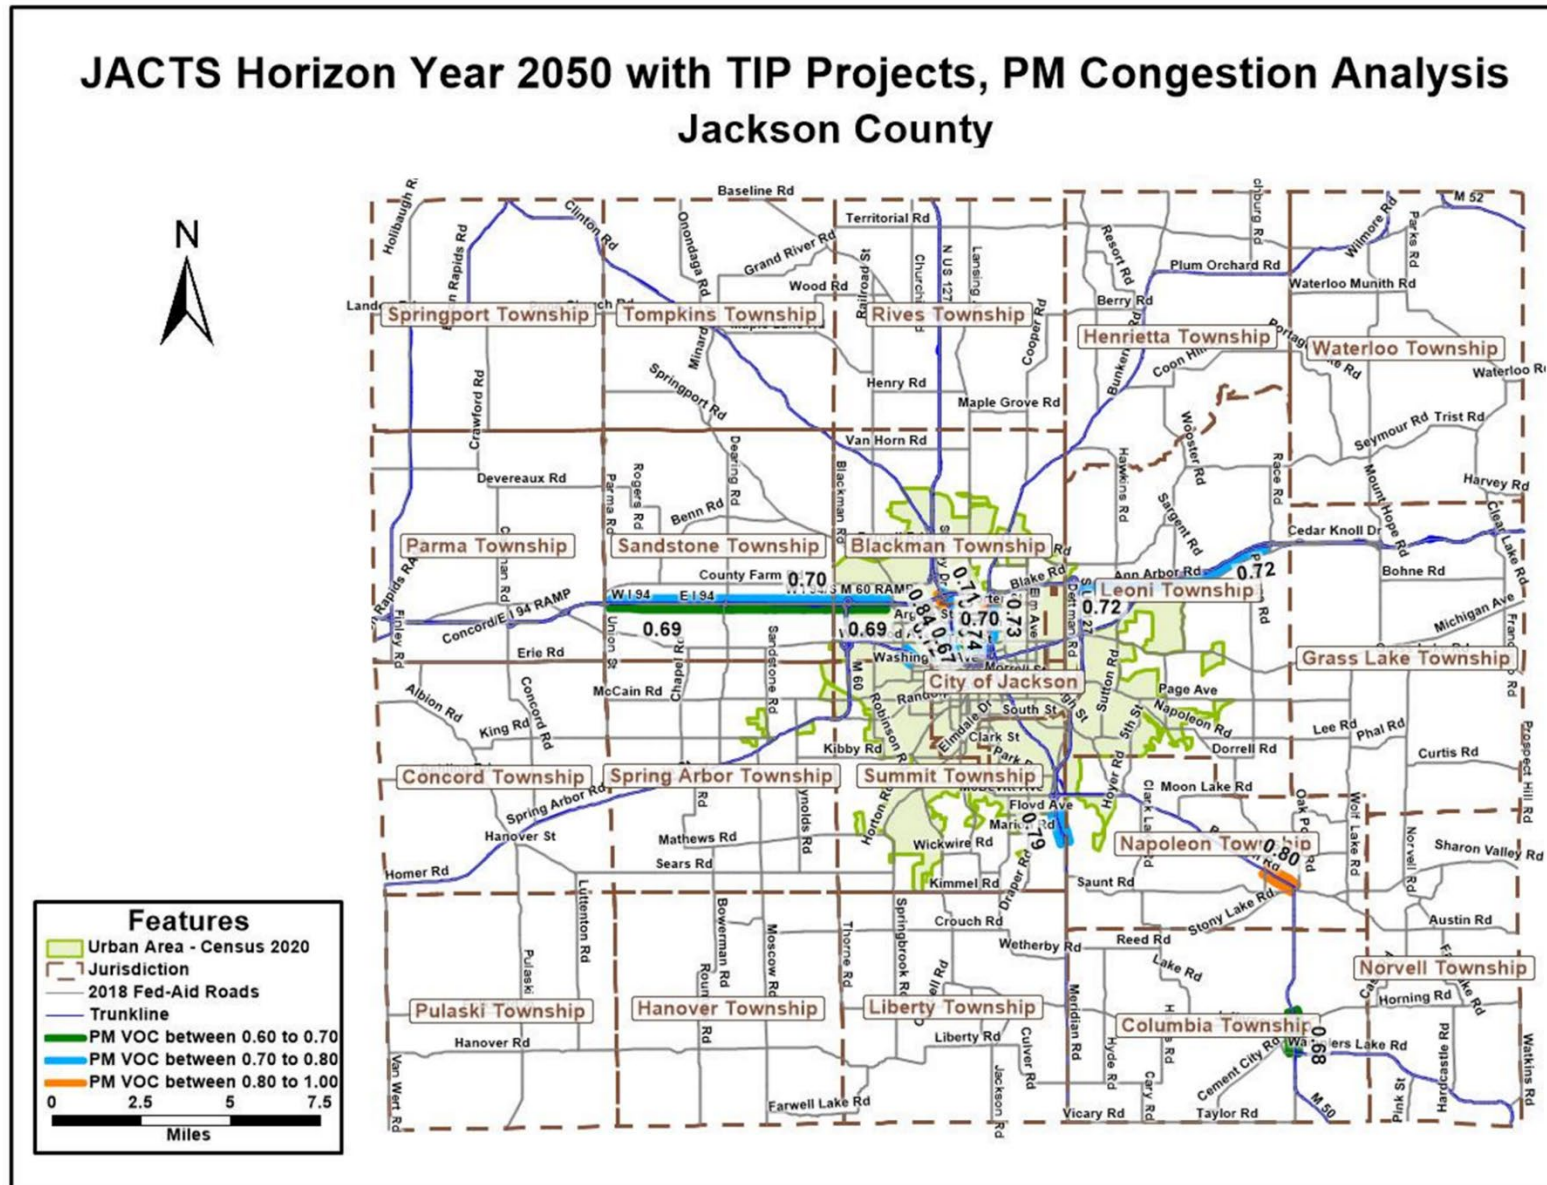 JACTS Horizon Year 2050 with TIP Projects, PM Congestion Analysis
Jackson County
N
Baseline Rd
M 52
Clinton Rd
Onondaga Rd
Territorial Rd
Wilmore Rd
Parks Rd
Grand River Rd
Railroad St
N US 127
Resort Rd
Plum Orchard Rd
Wood Rd
Berry Rd
Waterloo Munith Rd
Springport Township
Tompkins Township
Rives Township
Cooper Rd
Henrietta Township
Waterloo Township
Springport Rd
Henry Rd
Crawford Rd
Maple Grove Rd
Wooster Rd
Seymour Rd
Trist Rd
Van Horn Rd
Dearing Rd
Blackman Rd
Hawkins Rd
Race Rd
Mount Hope Rd
Devereaux Rd
Parma Rd
Rogers Rd
Harvey Rd
Benn Rd
Sargent Rd
Cedar Knoll Dr
Clear Lake Rd
Parma Township
Sandstone Township
Blackman Township
County Farm
0.70
0.71
Blake Rd
Ann Arbor Rd
0.72
Bohne Rd
Leoni Township
W I 94
E I 94
Concord/E I 94 RAMP
0.84
0.70
0.73
0.72
Michigan Ave
Finley Rd
0.69
0.69
0.67
0.74
Dettman Rd
Union St
Chapel Rd
Sandstone Rd
Erie Rd
Grass Lake Township
M 60
City of Jackson
McCain Rd
Albion Rd
Concord Rd
Robinson R
Sutton Rd
Page Ave
South St
Napoleon Rd
King Rd
Elmdale Dr
5th St
Lee Rd
Phal Rd
Clark St
Kibby Rd
Dorrell Rd
Curtis Rd
Prospect Hill Rd
Concord Township
Spring Arbor Township
Summit Township
Hoyer Rd
Moon Lake Rd
Spring Arbor Rd
Floyd Ave
Horton Rd
Wolf Lake Rd
Hanover St
Mathews Rd
0.79
Norvell Rd
Wickwire Rd
Napoleon Township
0.80
Sharon Valley Rd
Sears Rd
Homer Rd
Kimmel Rd
Draper Rd
Saunt Rd
Stony Lake Rd
Luttenton Rd
Bowerman Rd
Crouch Rd
Austin Rd
Moscow Rd
Thorne Rd
Springbrook Rd
Wetherby Rd
Reed Rd
Lake Rd
Pulaski
Norvell Township
Pulaski Township
Hanover Township
Liberty Township
Meridian Rd
Columbia Township
Horning Rd
0.68
Hanover Rd
Liberty Rd
Culver Rd
Hyde Rd
Cement City Rd
Van Wert Rd
Jackson Rd
Cary Rd
Hardcastle Rd
Watkins Rd
Farwell Lake Rd
Vicary Rd
Taylor Rd
M 50
Pink St
Features
Urban Area - Census 2020
Jurisdiction
2018 Fed-Aid Roads
Trunkline
PM VOC between 0.60 to 0.70
PM VOC between 0.70 to 0.80
PM VOC between 0.80 to 1.00
0 2.5 5 7.5
Miles